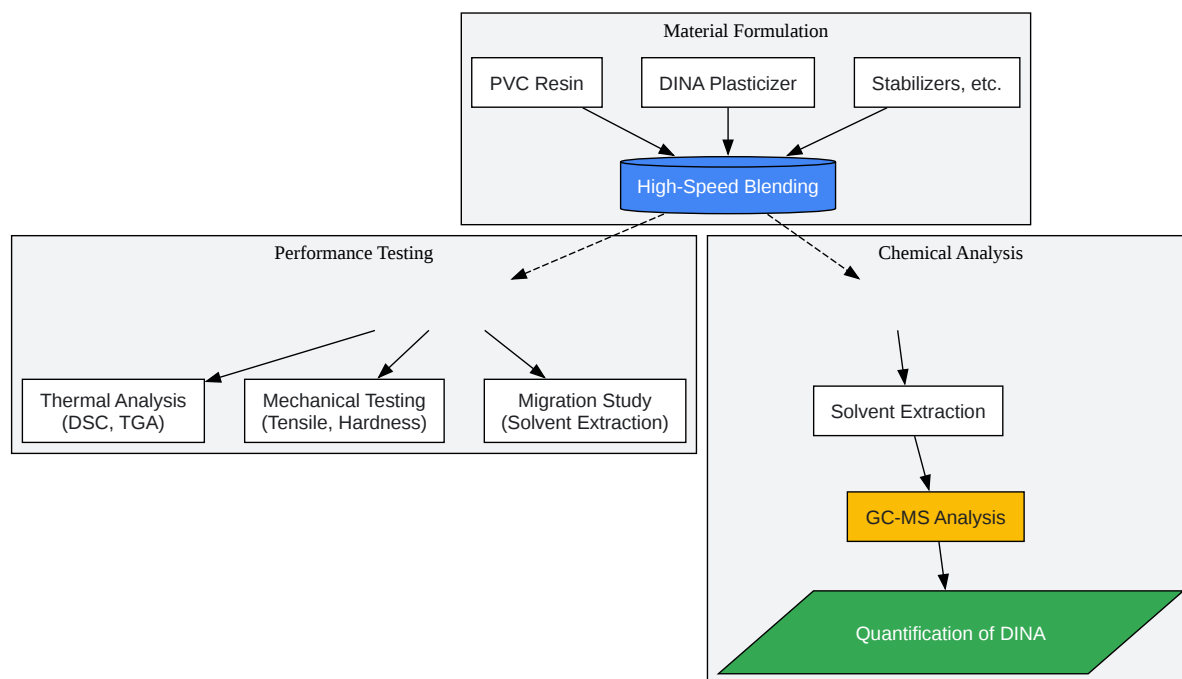 Material Formulation
PVC Resin
DINA Plasticizer
Stabilizers, etc.
High-Speed Blending
Performance Testing
Thermal Analysis
(DSC, TGA)
Mechanical Testing
(Tensile, Hardness)
Migration Study
(Solvent Extraction)
Chemical Analysis
Solvent Extraction
GC-MS Analysis
Quantification of DINA